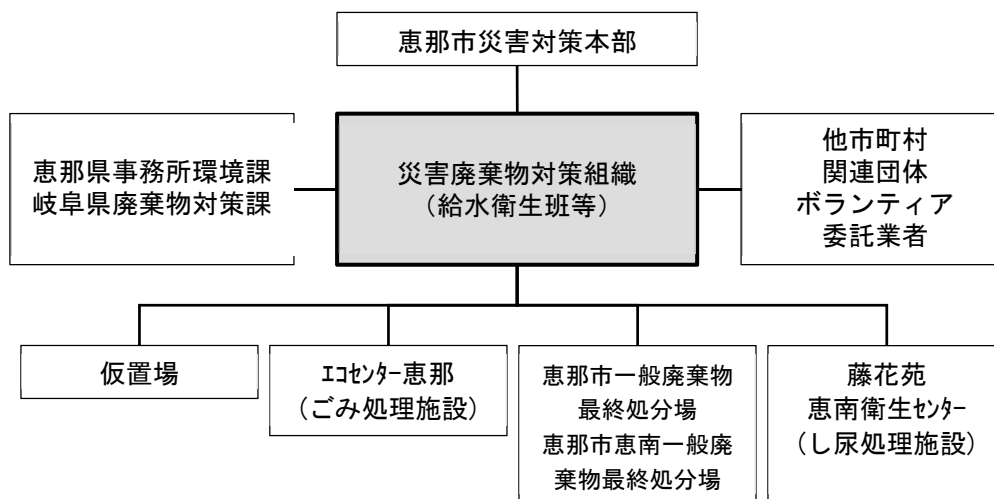 恵那市災害対策本部
恵那県事務所環境課
岐阜県廃棄物対策課
災害廃棄物対策組織
(給水衛生班等)
他市町村
関連団体
ボランティア
委託業者
仮置場
ｴｺｾﾝﾀｰ恵那
(ごみ処理施設)
恵那市一般廃棄物
最終処分場
恵那市恵南一般廃
棄物最終処分場
藤花苑
恵南衛生ｾﾝﾀｰ
(し尿処理施設)